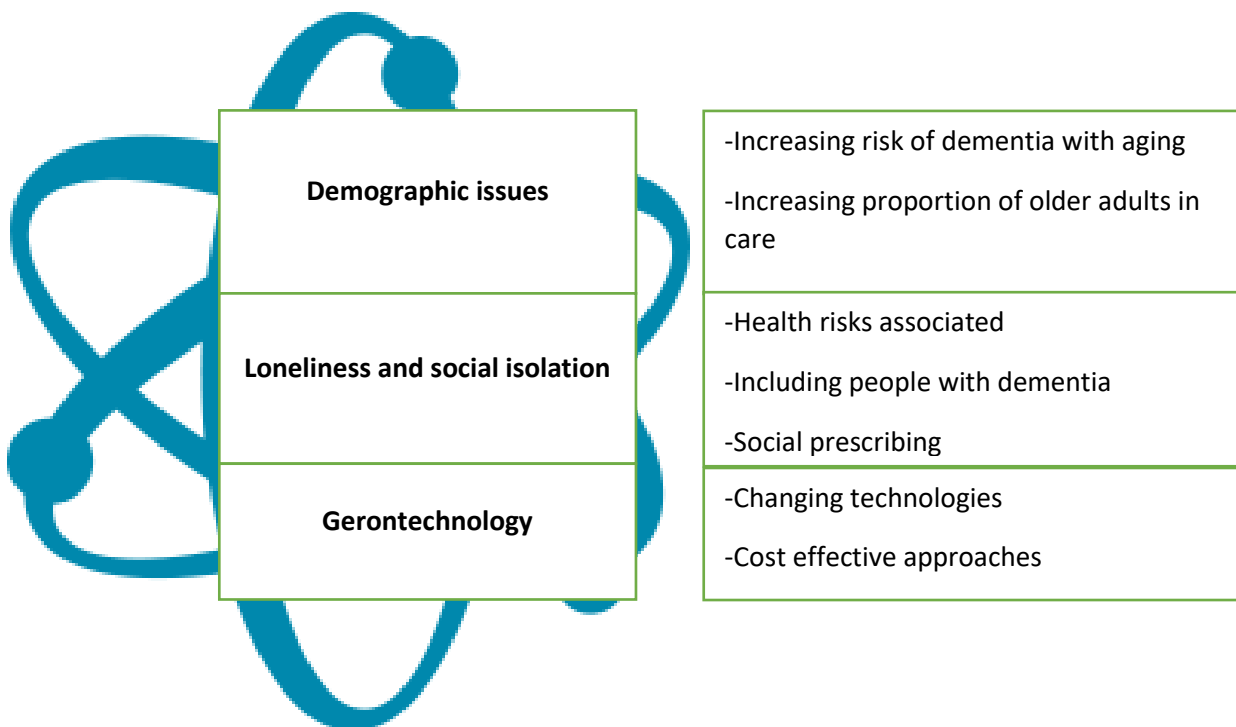 Demographic issues
-Increasing risk of dementia with aging
-Increasing proportion of older adults in
care
Loneliness and social isolation
-Health risks associated
-Including people with dementia
-Social prescribing
Gerontechnology
-Changing technologies
-Cost effective approaches